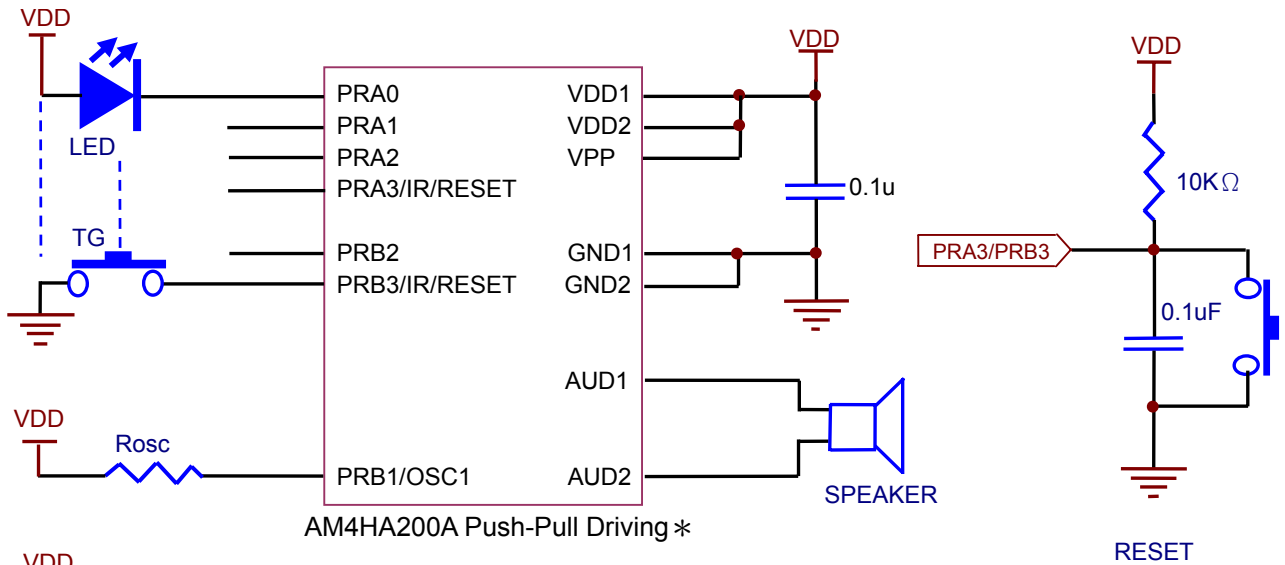 VDD
LED
TG
VDD
Rosc
PRA0
PRA1
PRA2
PRA3/IR/RESET
PRB2
PRB3/IR/RESET
PRB1/OSC1
VDD1
VDD2
VPP
GND1
GND2
AUD1
AUD2
VDD
0.1u
SPEAKER
AM4HA200A Push-Pull Driving*
VDD
VDD
10KΩ
PRA3/PRB3
0.1uF
RESET